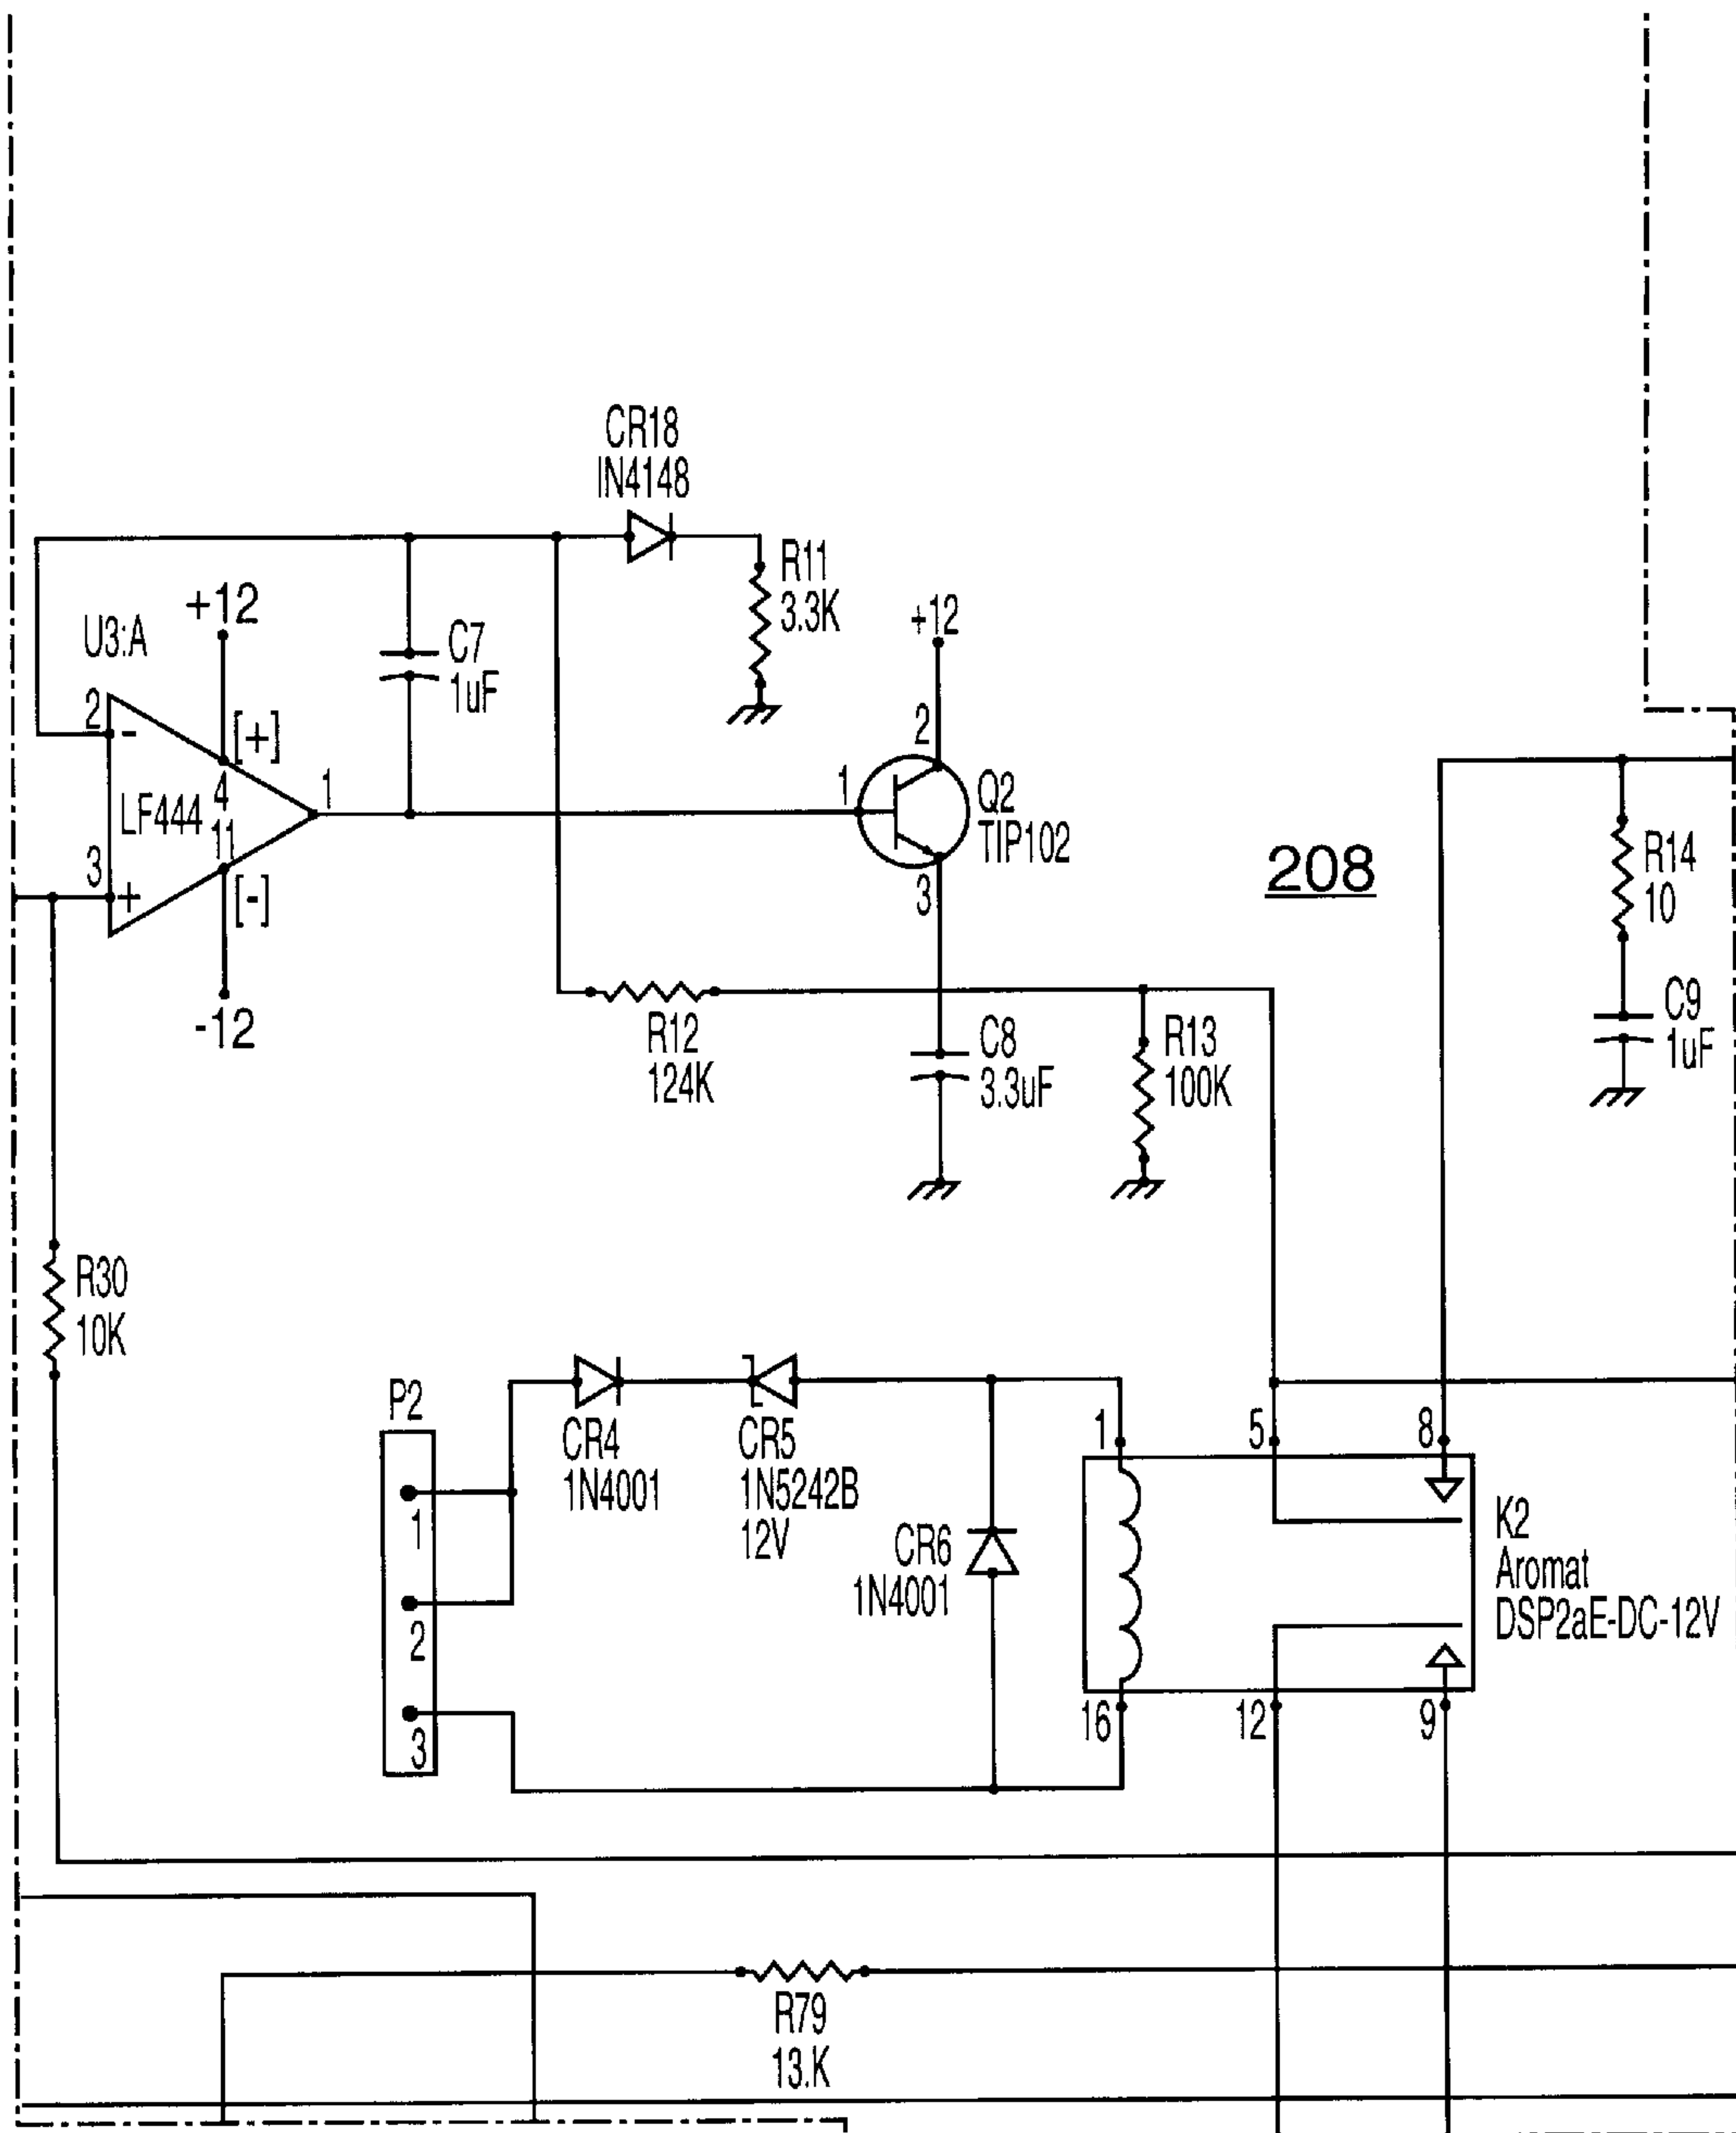 CR18
IN4148
R11
3.3K
+12
U3:A
C7
1uF
+12
2
-
[+]
4
LF444
11
1
3
+
[-]
-12
2
1
Q2
TIP102
3
208
R14
10
C9
1uF
R12
124K
C8
3.3uF
R13
100K
R30
10K
P2
1
2
3
CR4
1N4001
CR5
1N5242B
12V
CR6
1N4001
1
5
8
16
12
9
K2
Aromat
DSP2aE-DC-12V
R79
13.K